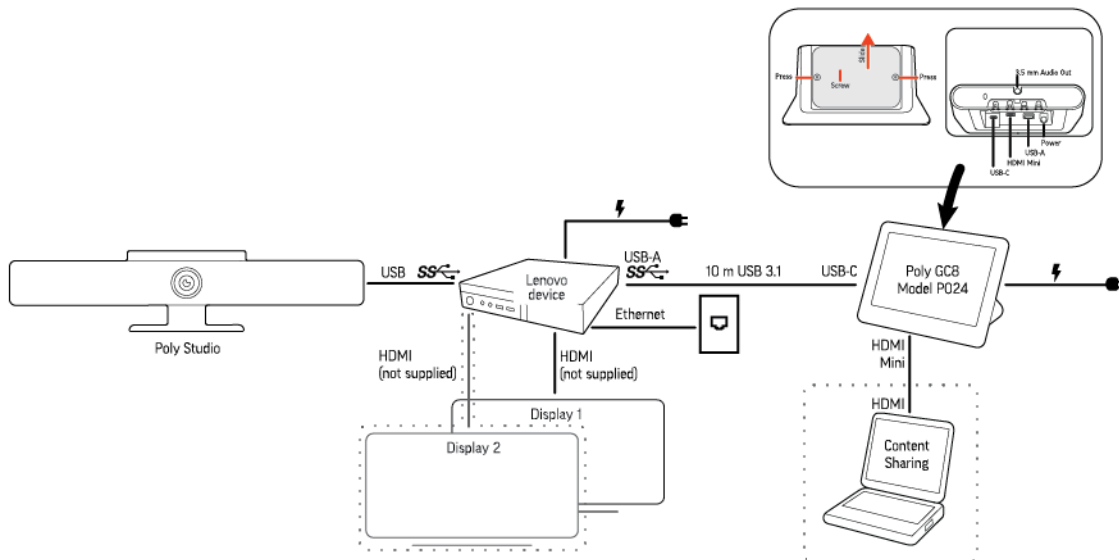 Slide
Press
Press
Screw
3.5 mm Audio Out
Power
USB-A
HDMI Mini
USB-C
USB SS
USB-A
SS
10 m USB 3.1
USB-C
Lenovo
device
Poly GC8
Model P024
Ethernet
Poly Studio
HDMI
(not supplied)
HDMI
(not supplied)
HDMI
Mini
HDMI
Display 1
Display 2
Content
Sharing